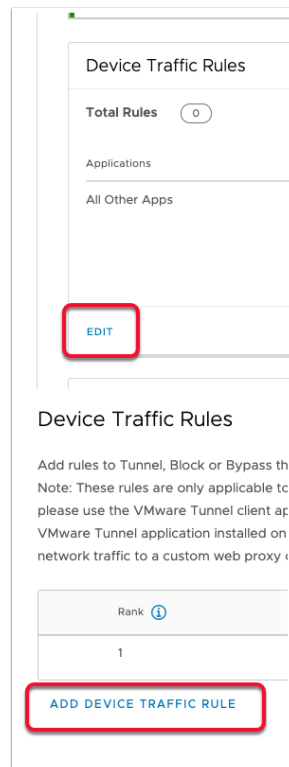 Device Traffic Rules
Total Rules 0
Applications
All Other Apps
EDIT
Device Traffic Rules
Add rules to Tunnel, Block or Bypass th
Note: These rules are only applicable to
please use the VMware Tunnel client ap
VMware Tunnel application installed on
network traffic to a custom web proxy
Rank i
1
ADD DEVICE TRAFFIC RULE